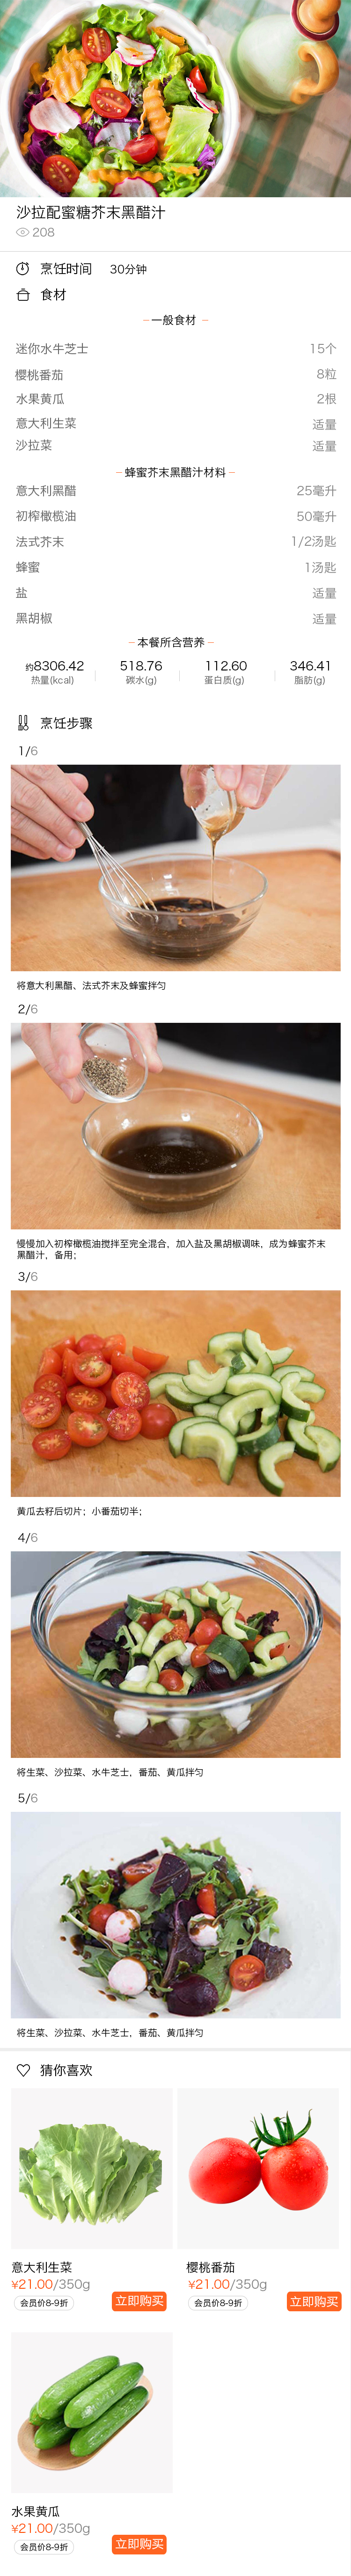 沙拉配蜜糖芥末黑醋汁
208
烹饪时间 30分钟
食材
一般食材
迷你水牛芝士 15个
樱桃番茄 8粒
水果黄瓜 2根
意大利生菜 适量
沙拉菜 适量
蜂蜜芥末黑醋汁材料
意大利黑醋 25毫升
初榨橄榄油 50毫升
法式芥末 1/2汤匙
蜂蜜 1汤匙
盐 适量
黑胡椒 适量
本餐所含营养
约8306.42 518.76 112.60 346.41
热量(kcal) 碳水(g) 蛋白质(g) 脂肪(g)
烹饪步骤
1/6
将意大利黑醋、法式芥末及蜂蜜拌匀
2/6
慢慢加入初榨橄榄油搅拌至完全混合，加入盐及黑胡椒调味，成为蜂蜜芥末
黑醋汁，备用；
3/6
黄瓜去籽后切片；小番茄切半；
4/6
将生菜、沙拉菜、水牛芝士，番茄、黄瓜拌匀
5/6
将生菜、沙拉菜、水牛芝士，番茄、黄瓜拌匀
猜你喜欢
意大利生菜
¥21.00/350g
会员价8-9折
立即购买
樱桃番茄
¥21.00/350g
会员价8-9折
立即购买
水果黄瓜
¥21.00/350g
会员价8-9折
立即购买